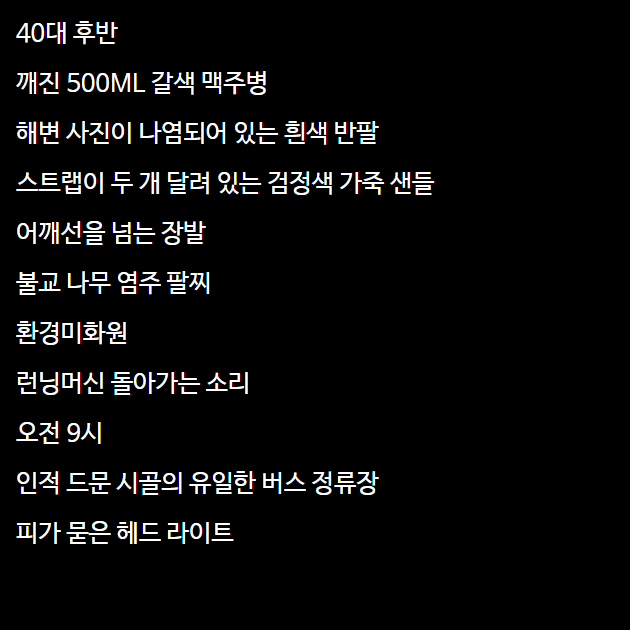 40대 후반
깨진 500ML 갈색 맥주병
해변 사진이 나염되어 있는 흰색 반팔
스트랩이 두 개 달려 있는 검정색 가죽 샌들
어깨선을 넘는 장발
불교 나무 염주 팔찌
환경미화원
런닝머신 돌아가는 소리
오전 9시
인적 드문 시골의 유일한 버스 정류장
피가 묻은 헤드 라이트